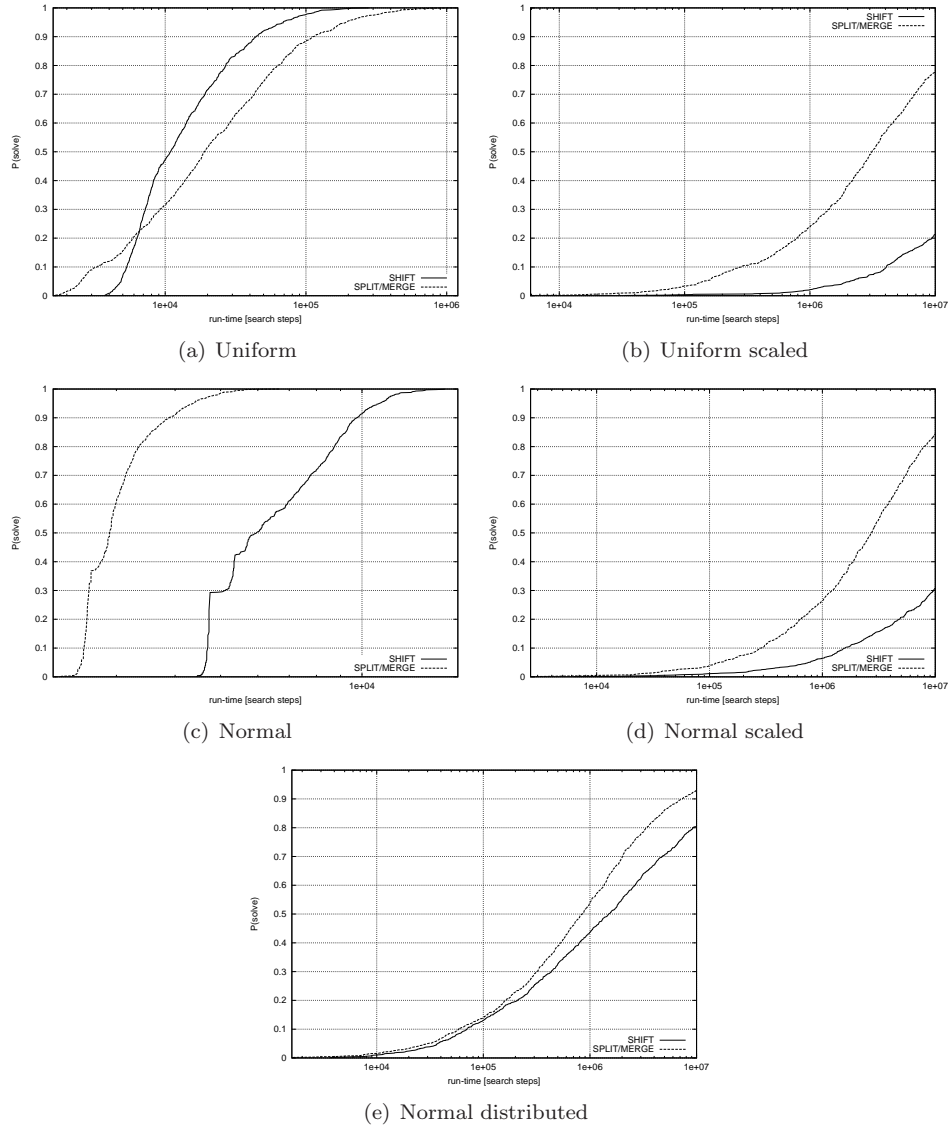 1
0.9
0.8
0.7
0.6
0.5
0.4
0.3
0.2
0.1
0
P(solve)
1e+04
1e+05
1e+06
run-time [search steps]
SHIFT
SPLIT/MERGE
(a) Uniform
1
0.9
0.8
0.7
0.6
0.5
0.4
0.3
0.2
0.1
0
P(solve)
1e+04
1e+05
1e+06
1e+07
run-time [search steps]
SHIFT
SPLIT/MERGE
(b) Uniform scaled
1
0.9
0.8
0.7
0.6
0.5
0.4
0.3
0.2
0.1
0
P(solve)
1e+04
run-time [search steps]
SHIFT
SPLIT/MERGE
(c) Normal
1
0.9
0.8
0.7
0.6
0.5
0.4
0.3
0.2
0.1
0
P(solve)
1e+04
1e+05
1e+06
1e+07
run-time [search steps]
SHIFT
SPLIT/MERGE
(d) Normal scaled
1
0.9
0.8
0.7
0.6
0.5
0.4
0.3
0.2
0.1
0
P(solve)
1e+04
1e+05
1e+06
1e+07
run-time [search steps]
SHIFT
SPLIT/MERGE
(e) Normal distributed